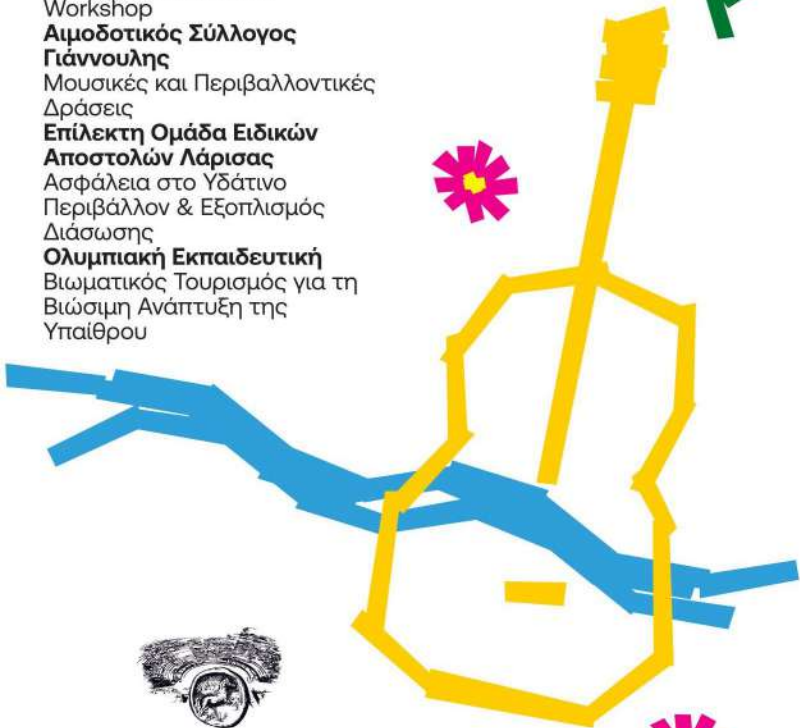 Workshop
Αιμοδοτικός Σύλλογος
Γιάννουλης
Μουσικές και Περιβαλλοντικές
Δράσεις
Επίλεκτη Ομάδα Ειδικών
Αποστολών Λάρισας
Ασφάλεια στο Υδάτινο
Περιβάλλον & Εξοπλισμός
Διάσωσης
Ολυμπιακή Εκπαιδευτική
Βιωματικός Τουρισμός για τη
Βιώσιμη Ανάπτυξη της
Υπαίθρου